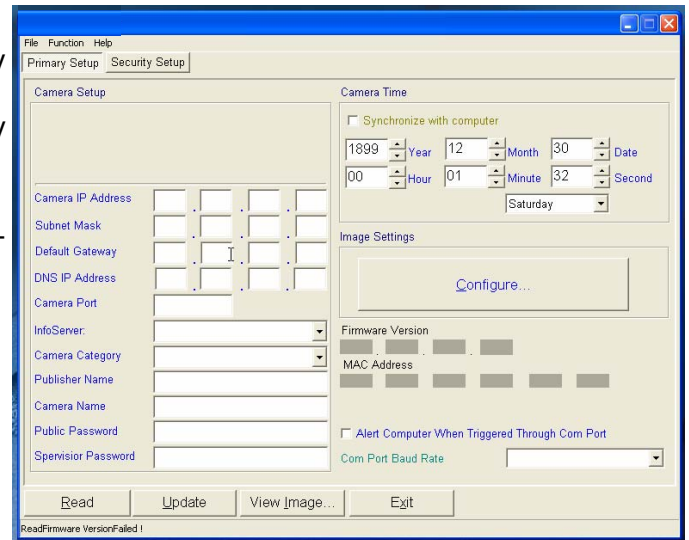 File Function Help
Primary Setup Security Setup
Camera Setup
Camera IP Address
. . .
Subnet Mask
. . .
Default Gateway
. . .
DNS IP Address
. . .
Camera Port
InfoServer:
Camera Category
Publisher Name
Camera Name
Public Password
Spervisior Password
Camera Time
Synchronize with computer
1899 Year 12 Month 30 Date
00 Hour 01 Minute 32 Second
Saturday
Image Settings
Configure...
Firmware Version
. . .
MAC Address
Alert Computer When Triggered Through Com Port
Com Port Baud Rate
Read Update View Image... Exit
ReadFirmware VersionFailed !